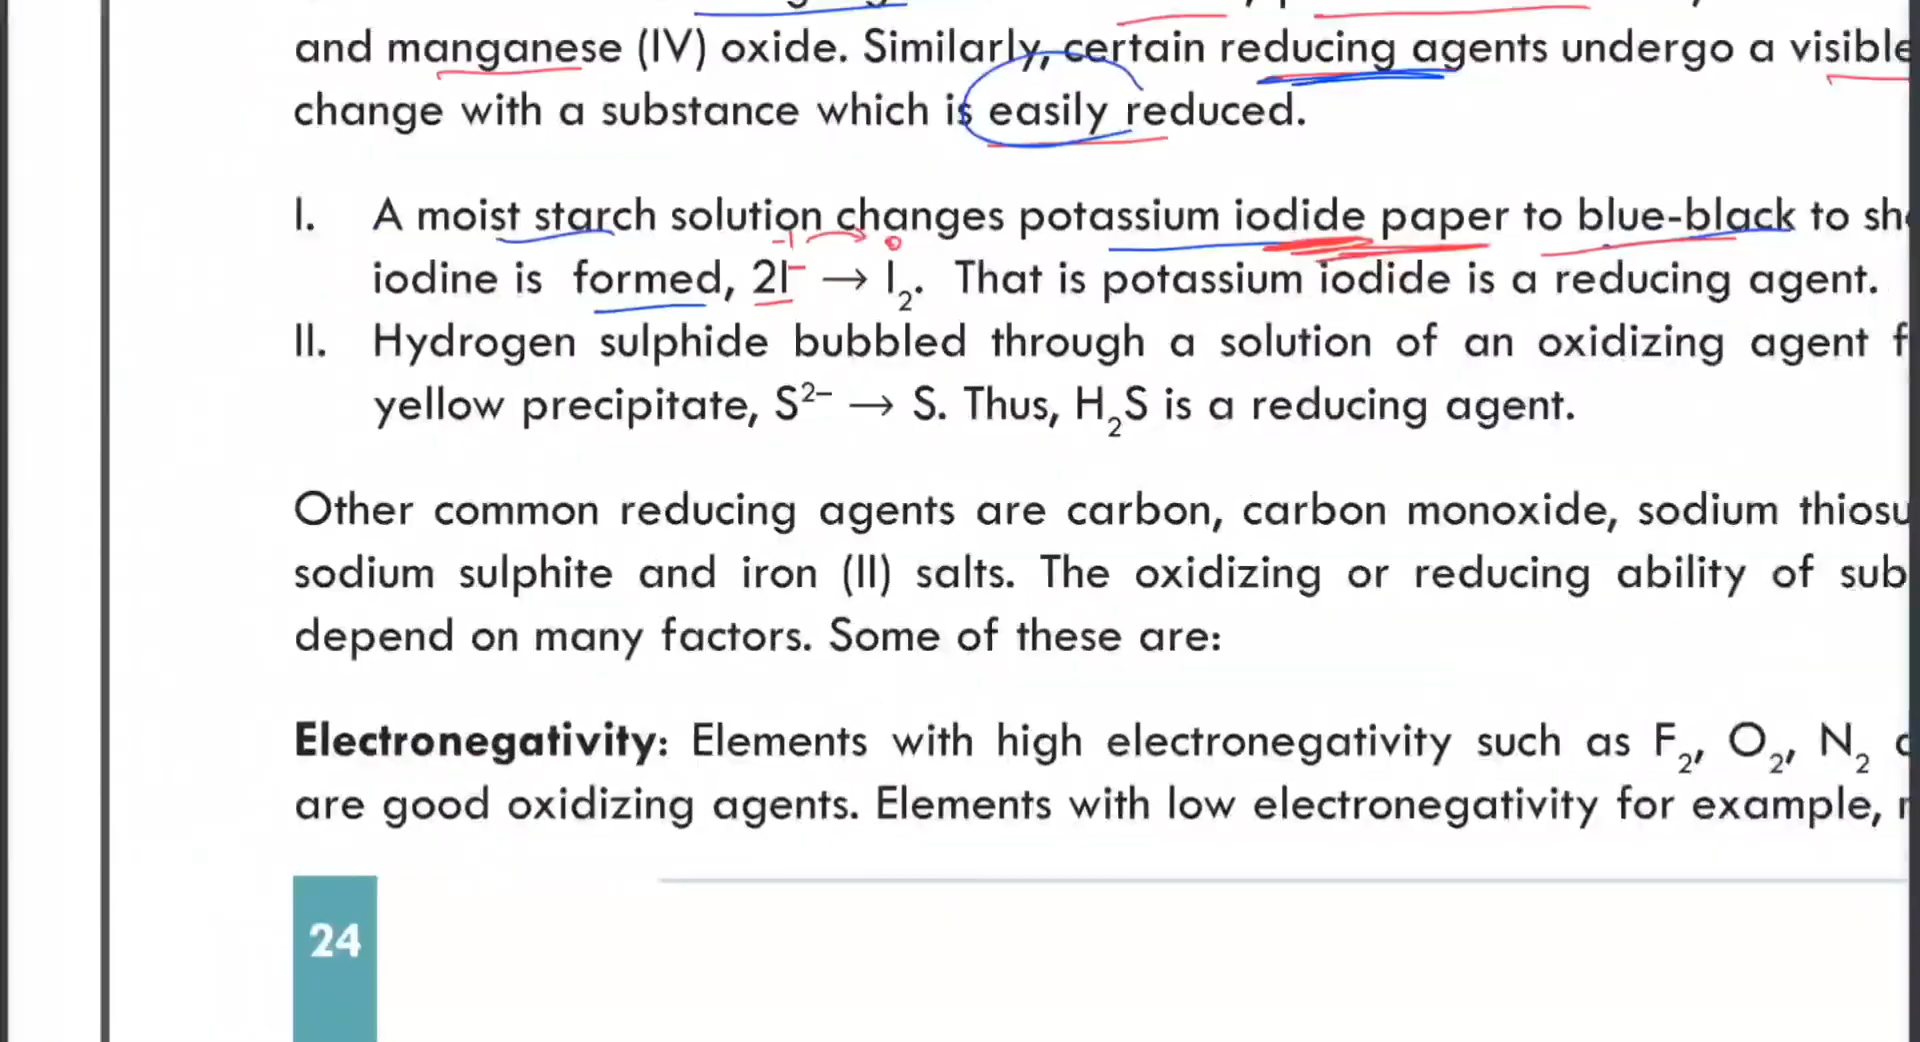 and manganese (IV) oxide. Similarly, certain reducing agents undergo a visible
change with a substance which is easily reduced.
I. A moist starch solution changes potassium iodide paper to blue-black to
-1 0
iodine is formed, 2I⁻ → I₂. That is potassium iodide is a reducing agent.
II. Hydrogen sulphide bubbled through a solution of an oxidizing agent
yellow precipitate, S²⁻ → S. Thus, H₂S is a reducing agent.
Other common reducing agents are carbon, carbon monoxide, sodium
sodium sulphite and iron (II) salts. The oxidizing or reducing ability of
depend on many factors. Some of these are:
Electronegativity: Elements with high electronegativity such as F₂, O₂, N₂
are good oxidizing agents. Elements with low electronegativity for example,
24